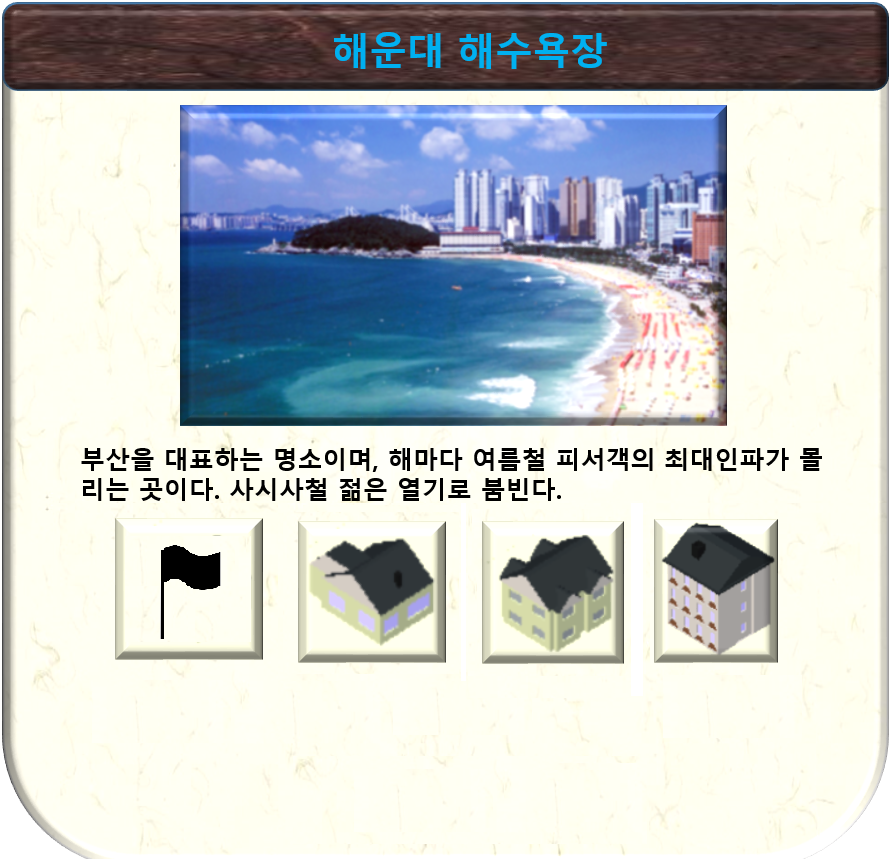 해운대 해수욕장
부산을 대표하는 명소이며, 해마다 여름철 피서객의 최대인파가 몰
리는 곳이다. 사시사철 젊은 열기로 붐빈다.